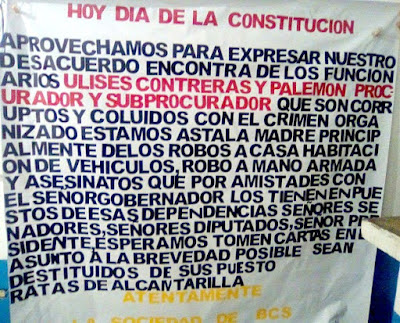 HOY DIA DE LA CONSTITUCION
APROVECHAMOS PARA EXPRESAR NUESTRO
DESACUERDO ENCONTRA DE LOS FUNCION
ARIOS ULISES CONTRERAS Y PALEMON PROC
URADOR Y SUBPROCURADOR QUE SON CORR
UPTOS Y COLUIDOS CON EL CRIMEN ORGA
NIZADO ESTAMOS ASTALA MADRE PRINCIP
ALMENTE DELOS ROBOS A CASA HABITACI
ON DE VEHICULOS, ROBO A MANO ARMADA
Y ASESINATOS QUE POR AMISTADES CON
EL SEÑORGOBERNADOR LOS TIENEN EN PUE
STOS DE ESAS DEPENDENCIAS SEÑORES SE
NADORES, SEÑORES DIPUTADOS, SEÑOR PRE
SIDENTE, ESPERAMOS TOMEN CARTAS EN EL
ASUNTO A LA BREVEDAD POSIBLE SEAN
DESTITUIDOS DE SUS PUESTO
RATAS DE ALCANTARILLA
ATENTAMENTE
LA SOCIEDAD DE BCS